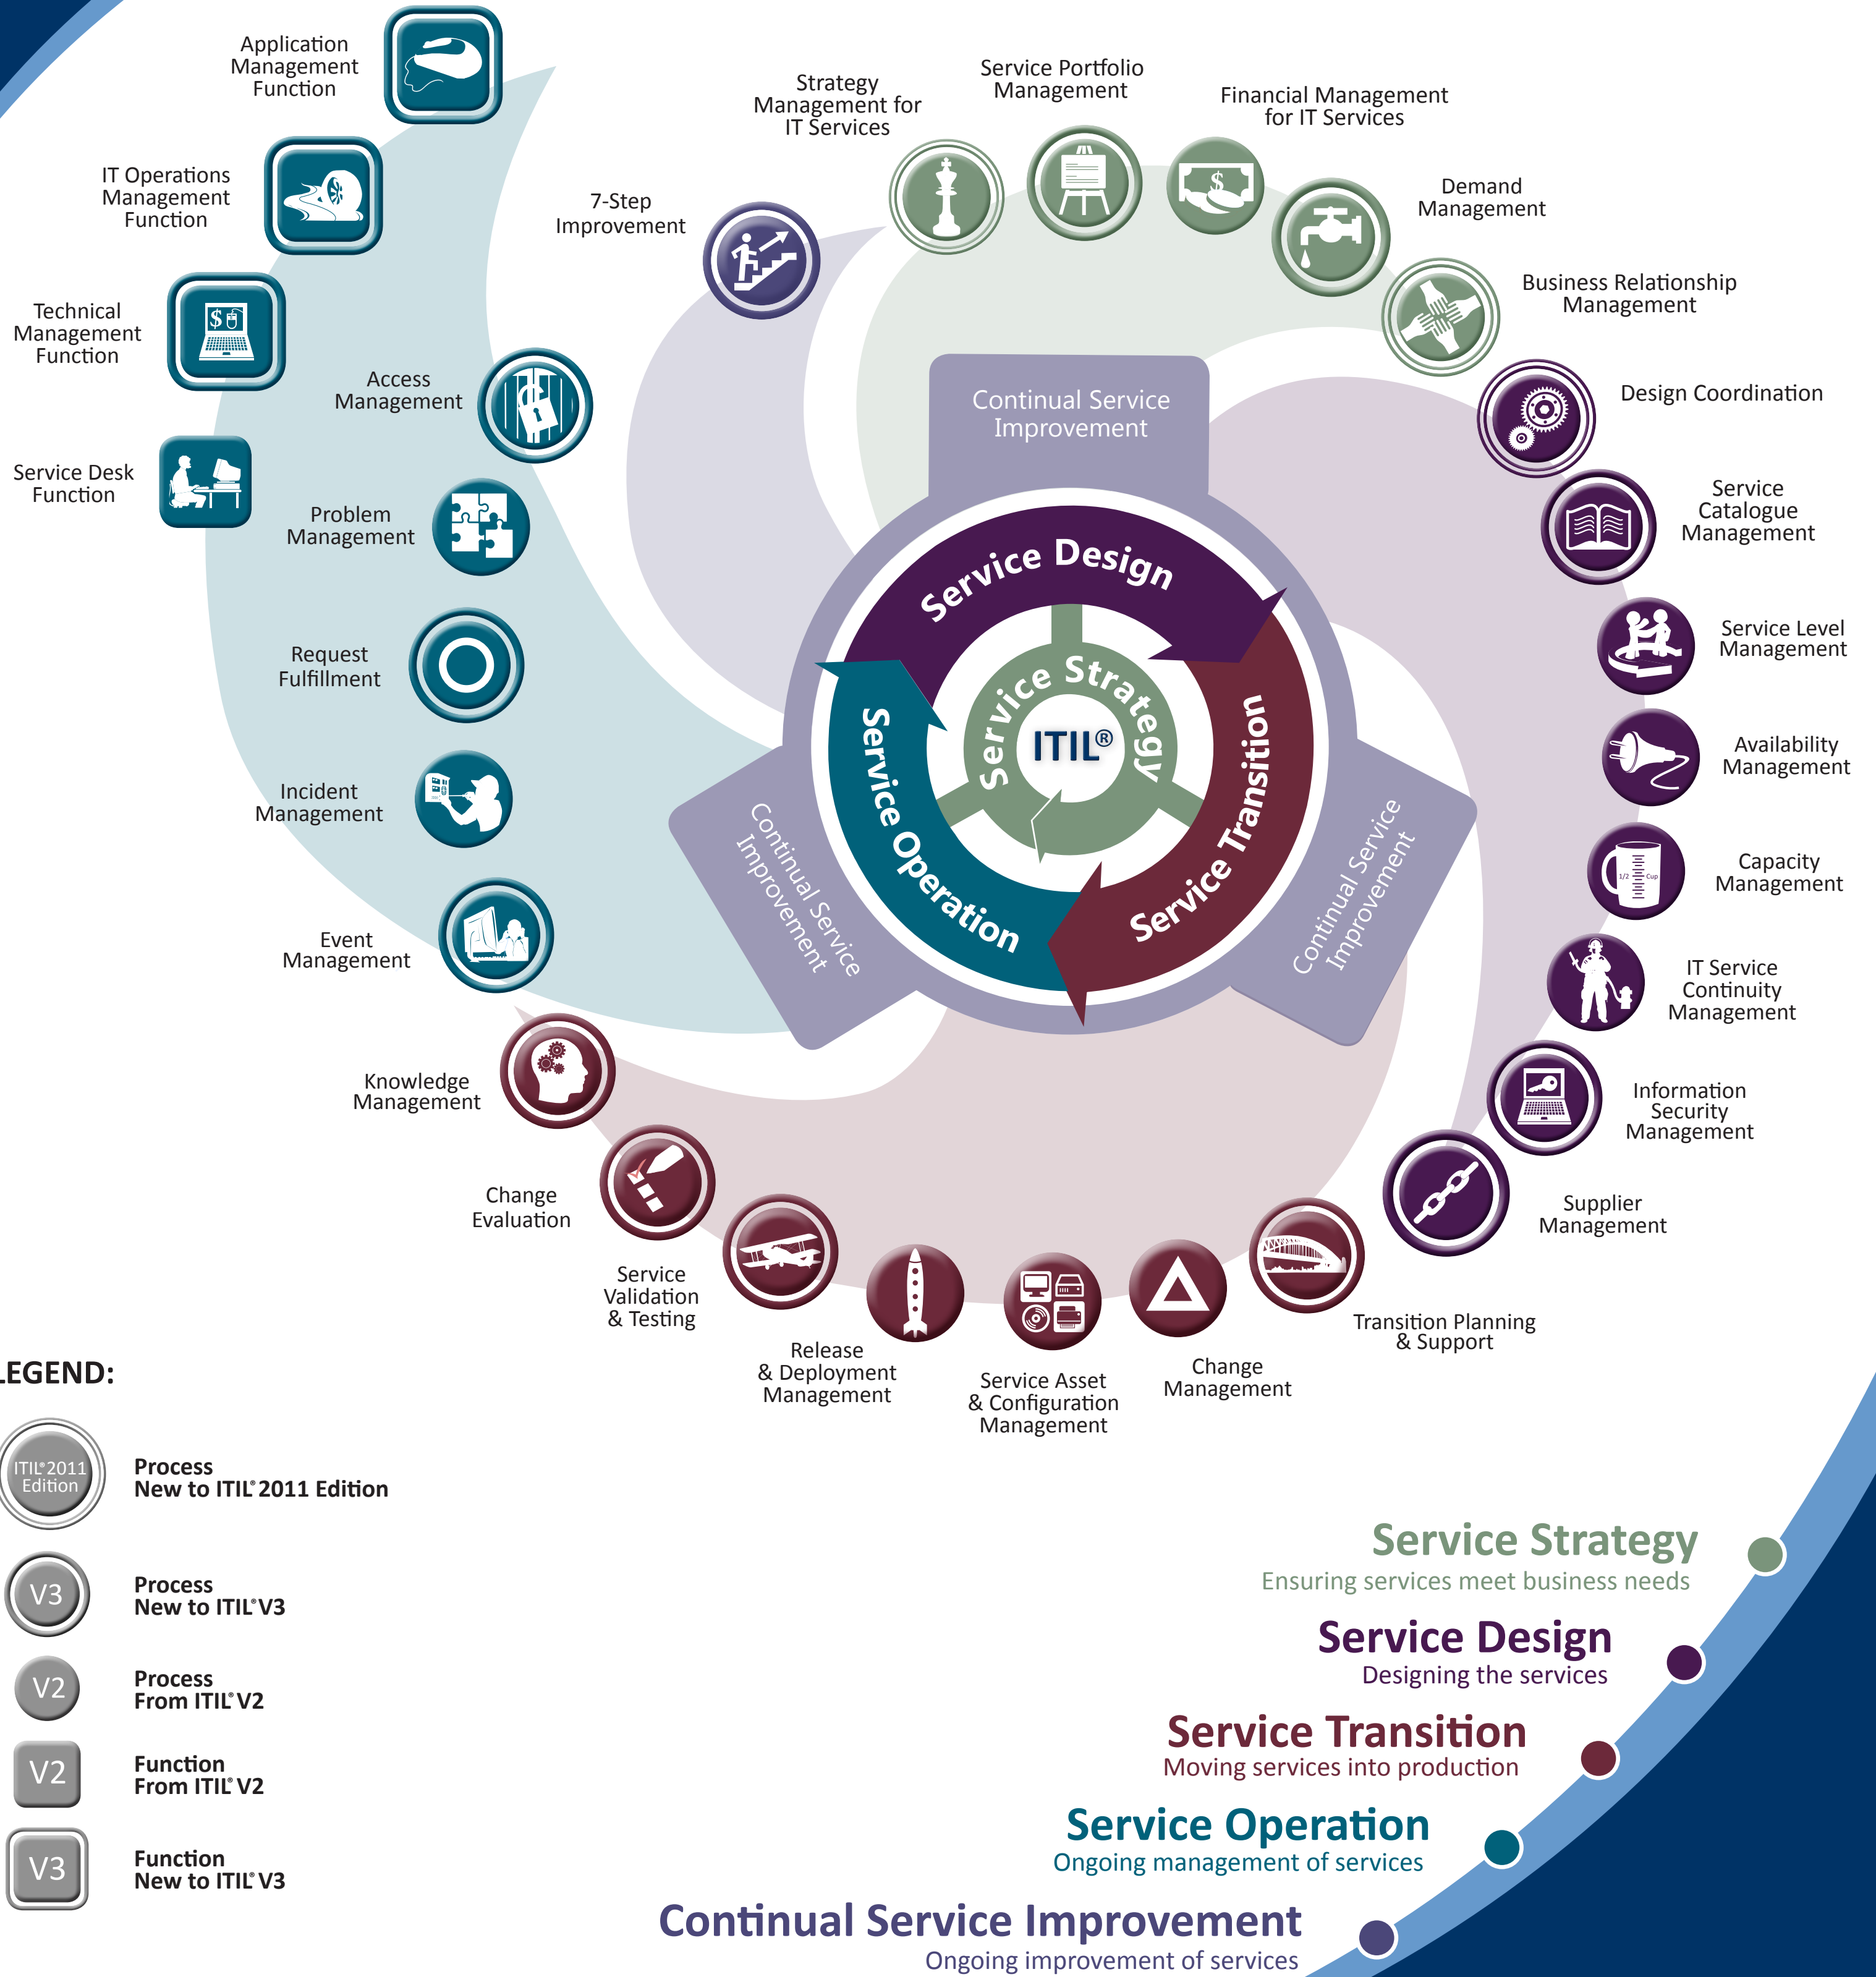 Application
Management
Function
IT Operations
Management
Function
Technical
Management
Function
Service Desk
Function
7-Step
Improvement
Strategy
Management for
IT Services
Service Portfolio
Management
Financial Management
for IT Services
$
Demand
Management
Business Relationship
Management
Design Coordination
Service
Catalogue
Management
Service Level
Management
Availability
Management
Capacity
Management
1/2 Cup
IT Service
Continuity
Management
Information
Security
Management
Supplier
Management
$
Access
Management
Problem
Management
Request
Fulfillment
Incident
Management
Event
Management
Continual Service
Improvement
Service Design
Service Strategy
ITIL®
Service Transition
Service Operation
Continual Service
Improvement
Continual Service
Improvement
Knowledge
Management
Change
Evaluation
Service
Validation
& Testing
Release
& Deployment
Management
Service Asset
& Configuration
Management
Change
Management
Transition Planning
& Support
LEGEND:
ITIL® 2011
Edition
Process
New to ITIL® 2011 Edition
V3
Process
New to ITIL® V3
V2
Process
From ITIL® V2
V2
Function
From ITIL® V2
V3
Function
New to ITIL® V3
Service Strategy
Ensuring services meet business needs
Service Design
Designing the services
Service Transition
Moving services into production
Service Operation
Ongoing management of services
Continual Service Improvement
Ongoing improvement of services